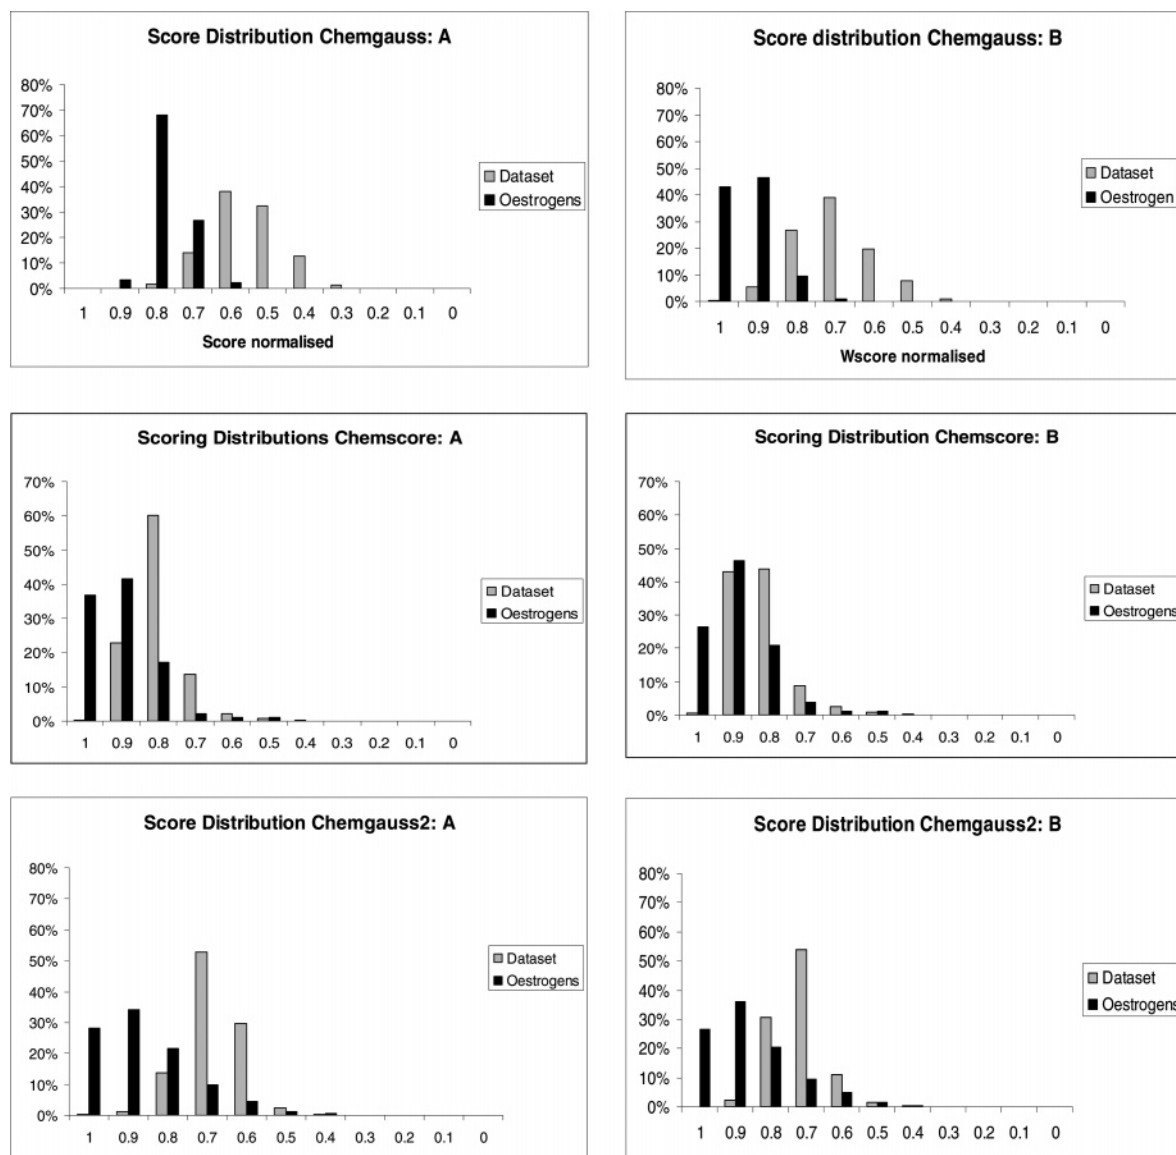 Score Distribution Chemgauss: A
80%
70%
60%
50%
40%
30%
20%
10%
0%
1 0.9 0.8 0.7 0.6 0.5 0.4 0.3 0.2 0.1 0
Score normalised
Dataset
Oestrogens
Score distribution Chemgauss: B
80%
70%
60%
50%
40%
30%
20%
10%
0%
1 0.9 0.8 0.7 0.6 0.5 0.4 0.3 0.2 0.1 0
Wscore normalised
Dataset
Oestrogen
Scoring Distributions Chemscore: A
70%
60%
50%
40%
30%
20%
10%
0%
1 0.9 0.8 0.7 0.6 0.5 0.4 0.3 0.2 0.1 0
Dataset
Oestrogens
Scoring Distribution Chemscore: B
70%
60%
50%
40%
30%
20%
10%
0%
1 0.9 0.8 0.7 0.6 0.5 0.4 0.3 0.2 0.1 0
Dataset
Oestrogens
Score Distribution Chemgauss2: A
80%
70%
60%
50%
40%
30%
20%
10%
0%
1 0.9 0.8 0.7 0.6 0.5 0.4 0.3 0.2 0.1 0
Dataset
Oestrogens
Score Distribution Chemgauss2: B
80%
70%
60%
50%
40%
30%
20%
10%
0%
1 0.9 0.8 0.7 0.6 0.5 0.4 0.3 0.2 0.1 0
Dataset
Oestrogens